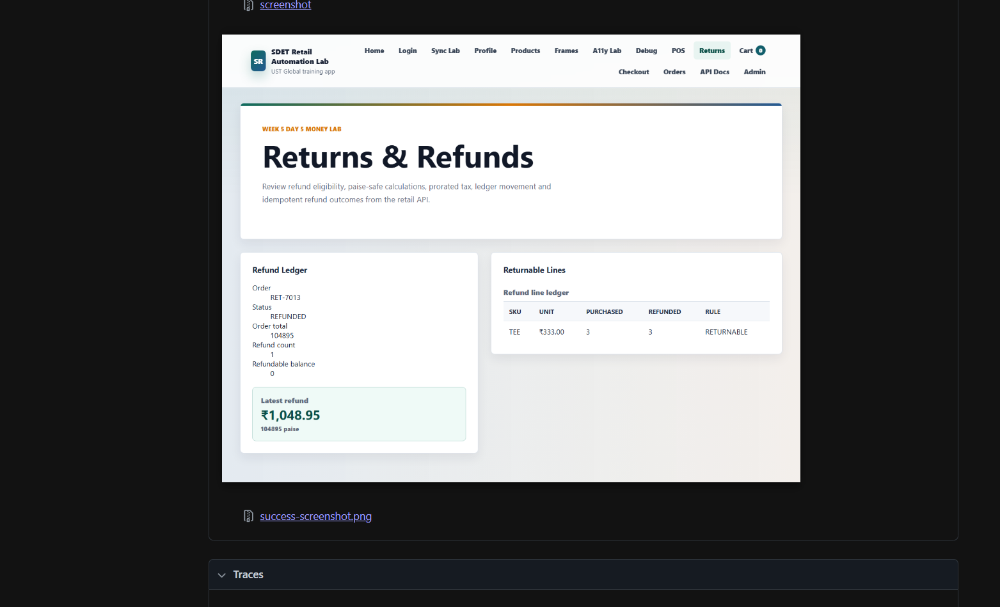 screenshot
SR
SDET Retail
Automation Lab
UST Global training app
Home Login Sync Lab Profile Products Frames A11y Lab Debug POS Returns Cart 0
Checkout Orders API Docs Admin
WEEK 5 DAY 5 MONEY LAB
Returns & Refunds
Review refund eligibility, paise-safe calculations, prorated tax, ledger movement and
idempotent refund outcomes from the retail API.
Refund Ledger
Order
RET-7013
Status
REFUNDED
Order total
104895
Refund count
1
Refundable balance
0
Latest refund
₹1,048.95
104895 paise
Returnable Lines
Refund line ledger
SKU UNIT PURCHASED REFUNDED RULE
TEE ₹333.00 3 3 RETURNABLE
success-screenshot.png
Traces